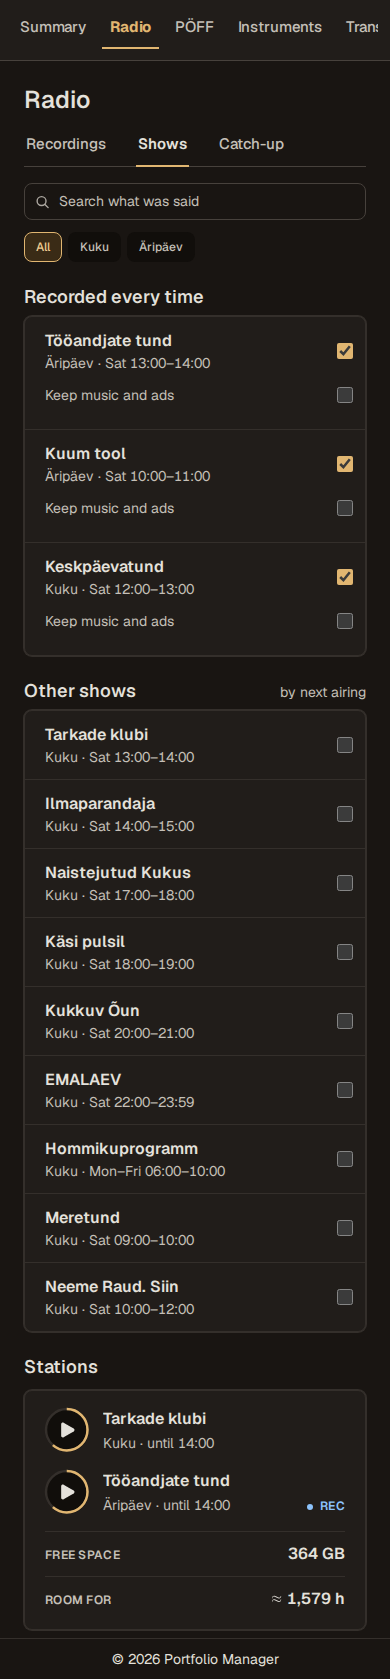 Summary Radio PÖFF Instruments Trans
Radio
Recordings Shows Catch-up
Search what was said
All Kuku Äripäev
Recorded every time
Tööandjate tund
Äripäev · Sat 13:00–14:00
Keep music and ads
Kuum tool
Äripäev · Sat 10:00–11:00
Keep music and ads
Keskpäevatund
Kuku · Sat 12:00–13:00
Keep music and ads
Other shows by next airing
Tarkade klubi
Kuku · Sat 13:00–14:00
Ilmaparandaja
Kuku · Sat 14:00–15:00
Naistejutud Kukus
Kuku · Sat 17:00–18:00
Käsi pulsil
Kuku · Sat 18:00–19:00
Kukkuv Õun
Kuku · Sat 20:00–21:00
EMALAEV
Kuku · Sat 22:00–23:59
Hommikuprogramm
Kuku · Mon–Fri 06:00–10:00
Meretund
Kuku · Sat 09:00–10:00
Neeme Raud. Siin
Kuku · Sat 10:00–12:00
Stations
Tarkade klubi
Kuku · until 14:00
Tööandjate tund
Äripäev · until 14:00 REC
FREE SPACE 364 GB
ROOM FOR ≈ 1,579 h
© 2026 Portfolio Manager